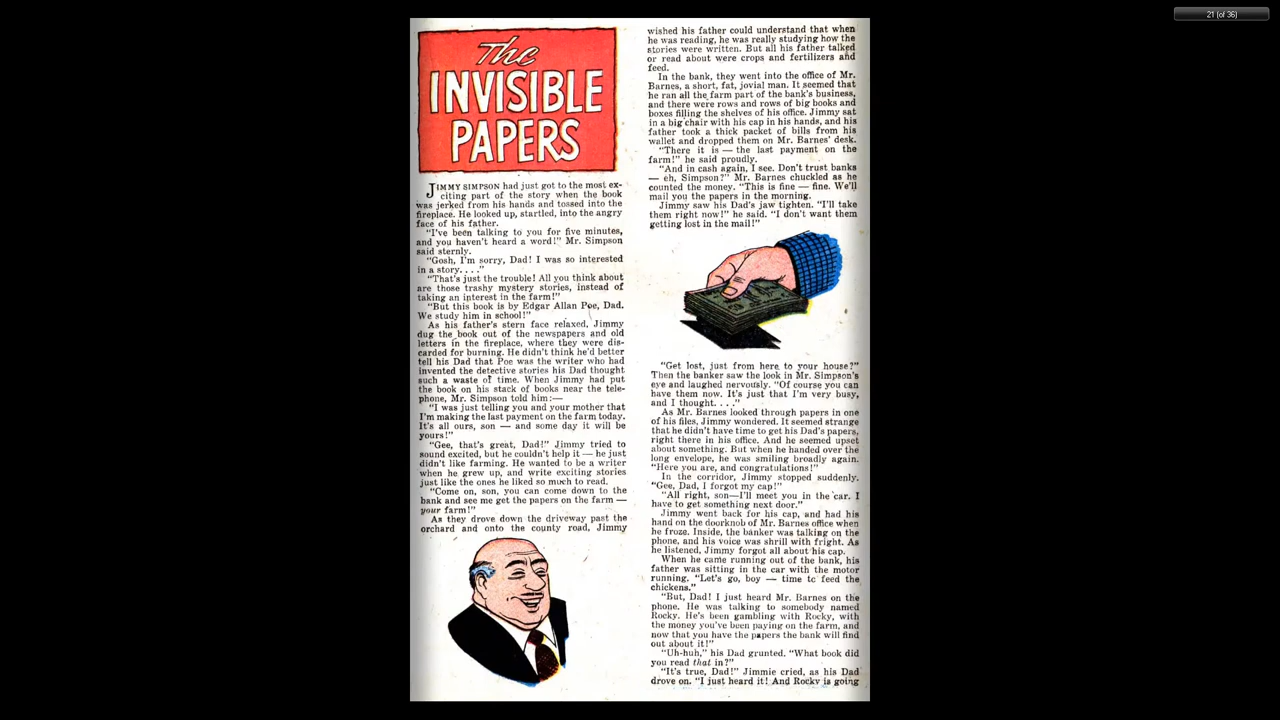 21 (of 36)
The
INVISIBLE
PAPERS
JIMMY SIMPSON had just got to the most ex-
citing part of the story when the book
was jerked from his hands and tossed into the
fireplace. He looked up, startled, into the angry
face of his father.
"I've been talking to you for five minutes,
and you haven't heard a word!" Mr. Simpson
said sternly.
"Gosh, I'm sorry, Dad! I was so interested
in a story. . . ."
"That's just the trouble! All you think about
are those trashy mystery stories, instead of
taking an interest in the farm!"
"But this book is by Edgar Allan Poe, Dad.
We study him in school!"
As his father's stern face relaxed, Jimmy
dug the book out of the newspapers and old
letters in the fireplace, where they were dis-
carded for burning. He didn't think he'd better
tell his Dad that Poe was the writer who had
invented the detective stories his Dad thought
such a waste of time. When Jimmy had put
the book on his stack of books near the tele-
phone, Mr. Simpson told him:—
"I was just telling you and your mother that
I'm making the last payment on the farm today.
It's all ours, son — and some day it will be
yours!"
"Gee, that's great, Dad!" Jimmy tried to
sound excited, but he couldn't help it — he just
didn't like farming. He wanted to be a writer
when he grew up, and write exciting stories
just like the ones he liked so much to read.
"Come on, son, you can come down to the
bank and see me get the papers on the farm —
your farm!"
As they drove down the driveway past the
orchard and onto the county road, Jimmy
wished his father could understand that when
he was reading, he was really studying how the
stories were written. But all his father talked
or read about were crops and fertilizers and
feed.
In the bank, they went into the office of Mr.
Barnes, a short, fat, jovial man. It seemed that
he ran all the farm part of the bank's business,
and there were rows and rows of big books and
boxes filling the shelves of his office. Jimmy sat
in a big chair with his cap in his hands, and his
father took a thick packet of bills from his
wallet and dropped them on Mr. Barnes' desk.
"There it is — the last payment on the
farm!" he said proudly.
"And in cash again, I see. Don't trust banks
— eh, Simpson?" Mr. Barnes chuckled as he
counted the money. "This is fine — fine. We'll
mail you the papers in the morning.
Jimmy saw his Dad's jaw tighten. "I'll take
them right now!" he said. "I don't want them
getting lost in the mail!"
"Get lost, just from here to your house?"
Then the banker saw the look in Mr. Simpson's
eye and laughed nervously. "Of course you can
have them now. It's just that I'm very busy,
and I thought. . . ."
As Mr. Barnes looked through papers in one
of his files, Jimmy wondered. It seemed strange
that he didn't have time to get his Dad's papers,
right there in his office. And he seemed upset
about something. But when he handed over the
long envelope, he was smiling broadly again.
"Here you are, and congratulations!"
In the corridor, Jimmy stopped suddenly.
"Gee, Dad, I forgot my cap!"
"All right, son—I'll meet you in the car. I
have to get something next door."
Jimmy went back for his cap, and had his
hand on the doorknob of Mr. Barnes office when
he froze. Inside, the banker was talking on the
phone, and his voice was shrill with fright. As
he listened, Jimmy forgot all about his cap.
When he came running out of the bank, his
father was sitting in the car with the motor
running. "Let's go, boy — time to feed the
chickens."
"But, Dad! I just heard Mr. Barnes on the
phone. He was talking to somebody named
Rocky. He's been gambling with Rocky, with
the money you've been paying on the farm, and
now that you have the papers the bank will find
out about it!"
"Uh-huh," his Dad grunted. "What book did
you read that in?"
"It's true, Dad!" Jimmie cried, as his Dad
drove on. "I just heard it! And Rocky is going